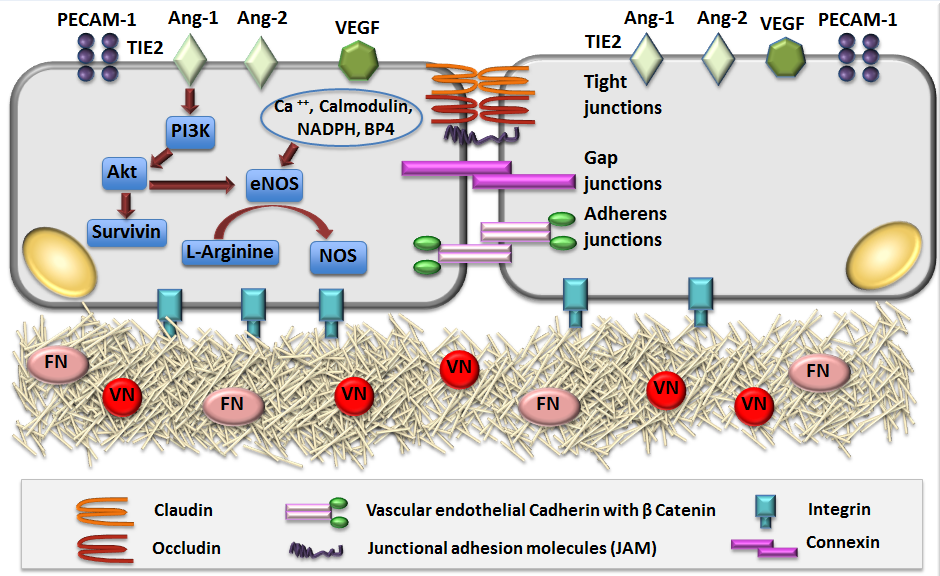 PECAM-1
Ang-1
Ang-2
TIE2
VEGF
PI3K
Ca ++, Calmodulin,
NADPH, BP4
Akt
eNOS
Survivin
L-Arginine
NOS
Ang-1
Ang-2
VEGF
PECAM-1
TIE2
Tight
junctions
Gap
junctions
Adherens
junctions
FN
VN
FN
VN
VN
FN
VN
VN
FN
Claudin
Vascular endothelial Cadherin with β Catenin
Integrin
Occludin
Junctional adhesion molecules (JAM)
Connexin